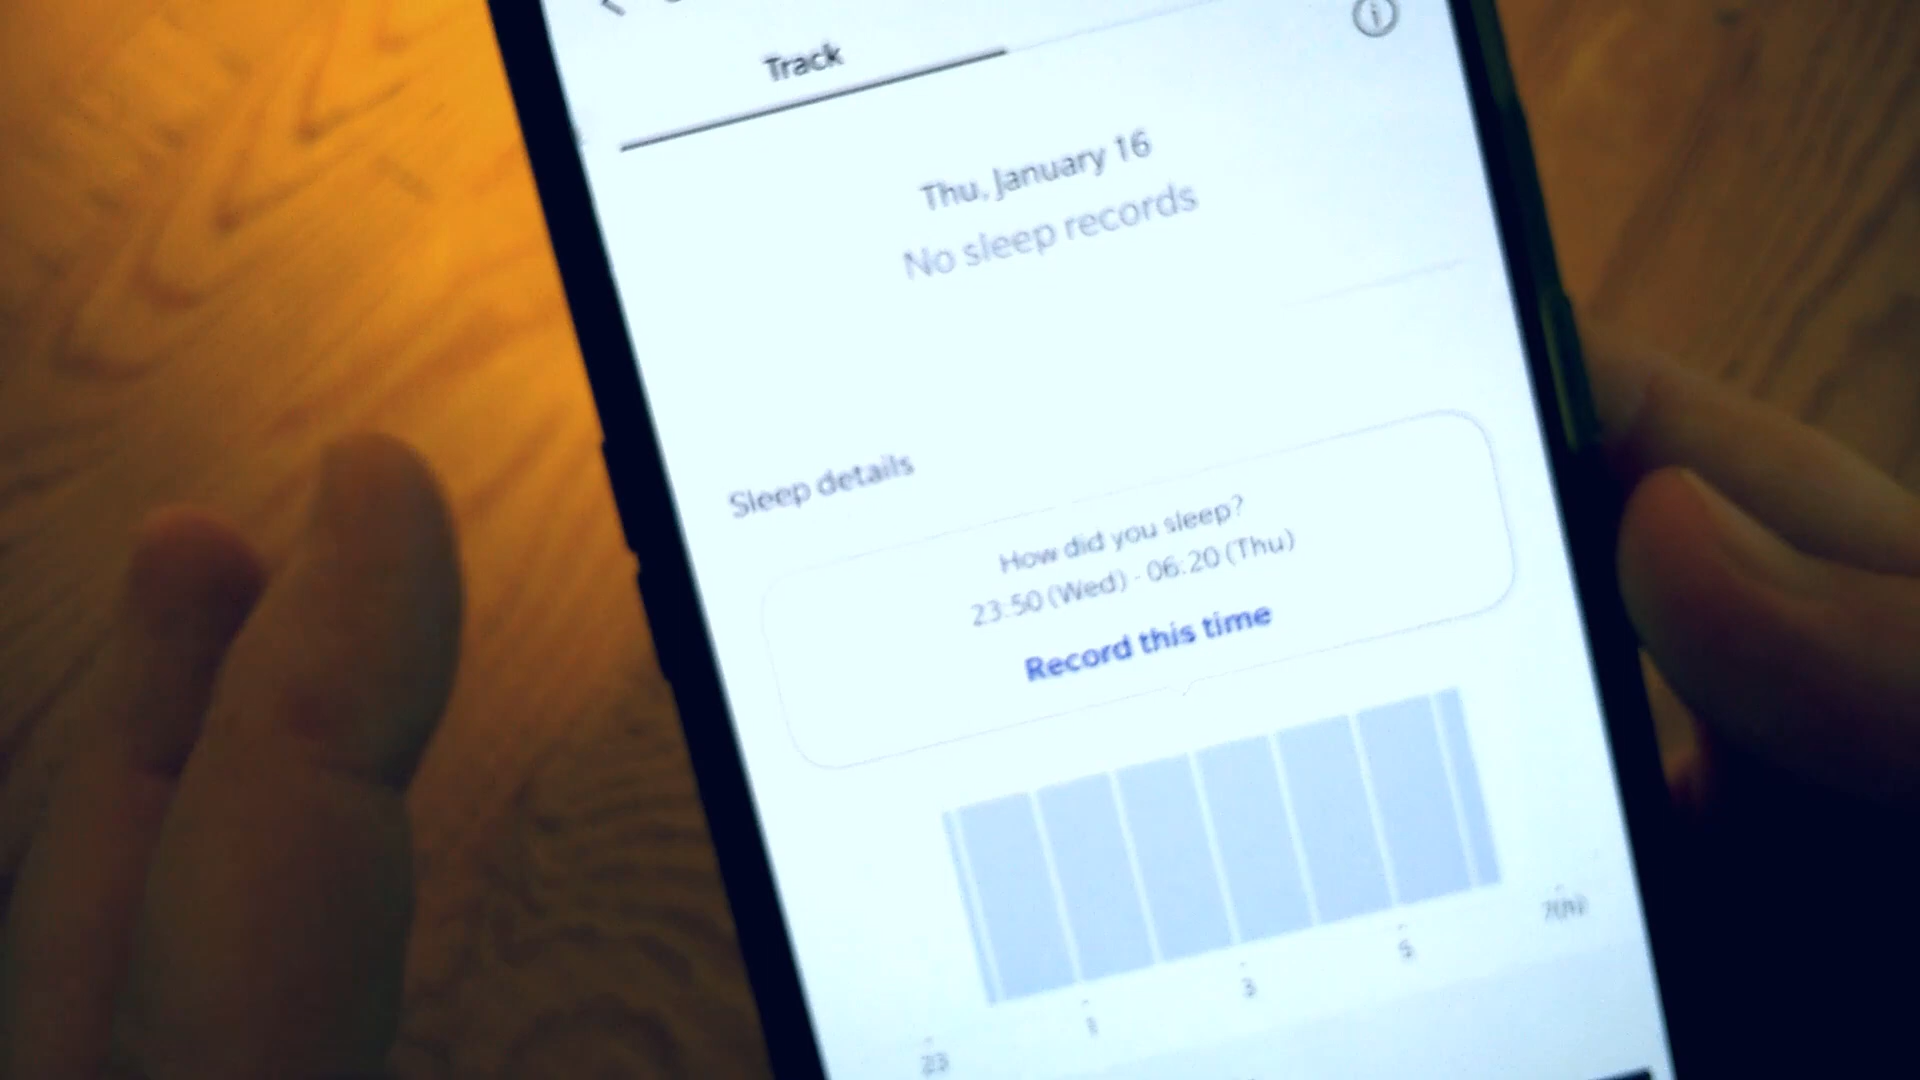 Track
Thu, January 16
No sleep records
Sleep details
How did you sleep?
23:50 (Wed) - 06:20 (Thu)
Record this time
23 1 3 5